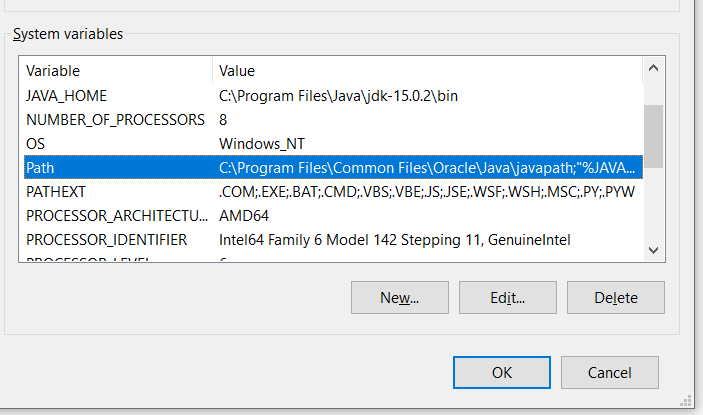 System variables
Variable Value
JAVA_HOME C:\Program Files\Java\jdk-15.0.2\bin
NUMBER_OF_PROCESSORS 8
OS Windows_NT
Path C:\Program Files\Common Files\Oracle\Java\javapath;"%JAVA...
PATHEXT .COM;.EXE;.BAT;.CMD;.VBS;.VBE;.JS;.JSE;.WSF;.WSH;.MSC;.PY;.PYW
PROCESSOR_ARCHITECTU... AMD64
PROCESSOR_IDENTIFIER Intel64 Family 6 Model 142 Stepping 11, GenuineIntel
New... Edit... Delete
OK Cancel